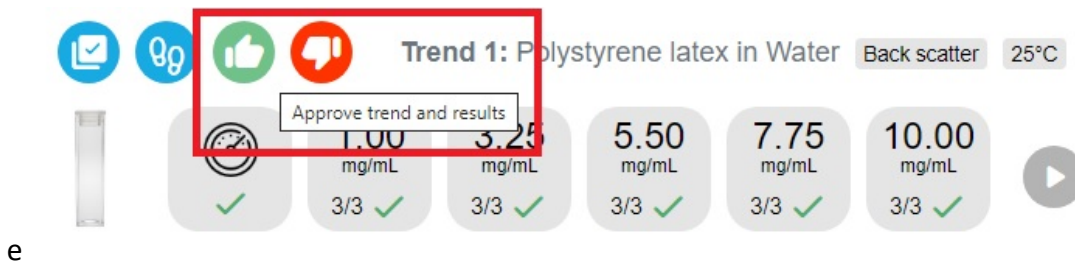 Trend 1: Polystyrene latex in Water Back scatter 25°C
Approve trend and results
1.00 3.25 5.50 7.75 10.00
mg/mL mg/mL mg/mL mg/mL mg/mL
3/3 3/3 3/3 3/3 3/3
e